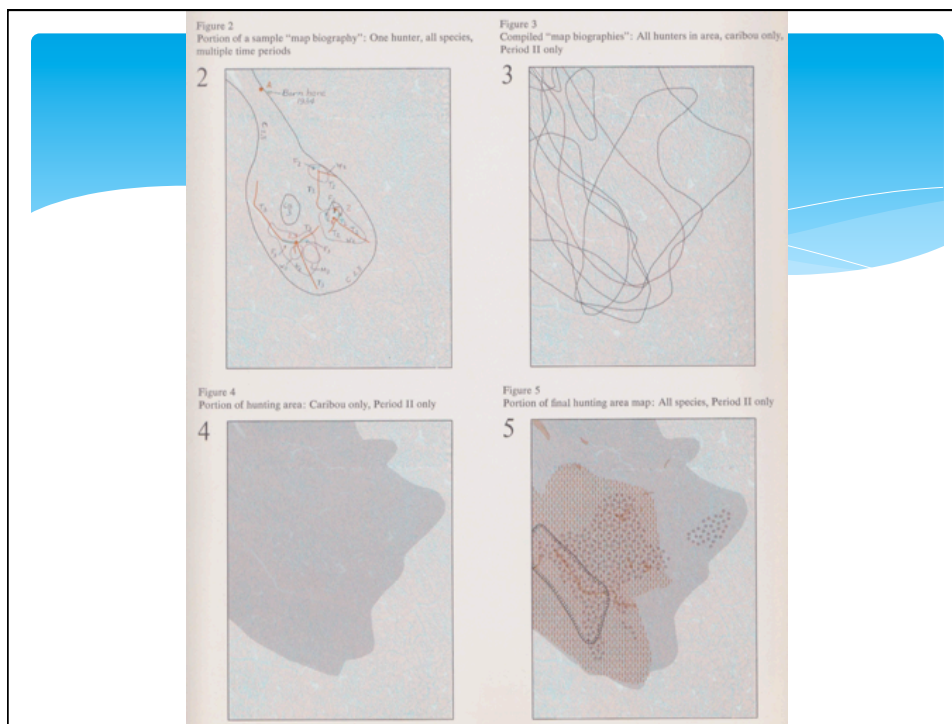 Figure 2
Portion of a sample "map biography": One hunter, all species,
multiple time periods
2
Born here
Figure 3
Compiled "map biographies": All hunters in area, caribou only,
Period II only
3
Figure 4
Portion of hunting area: Caribou only, Period II only
4
Figure 5
Portion of final hunting area map: All species, Period II only
5